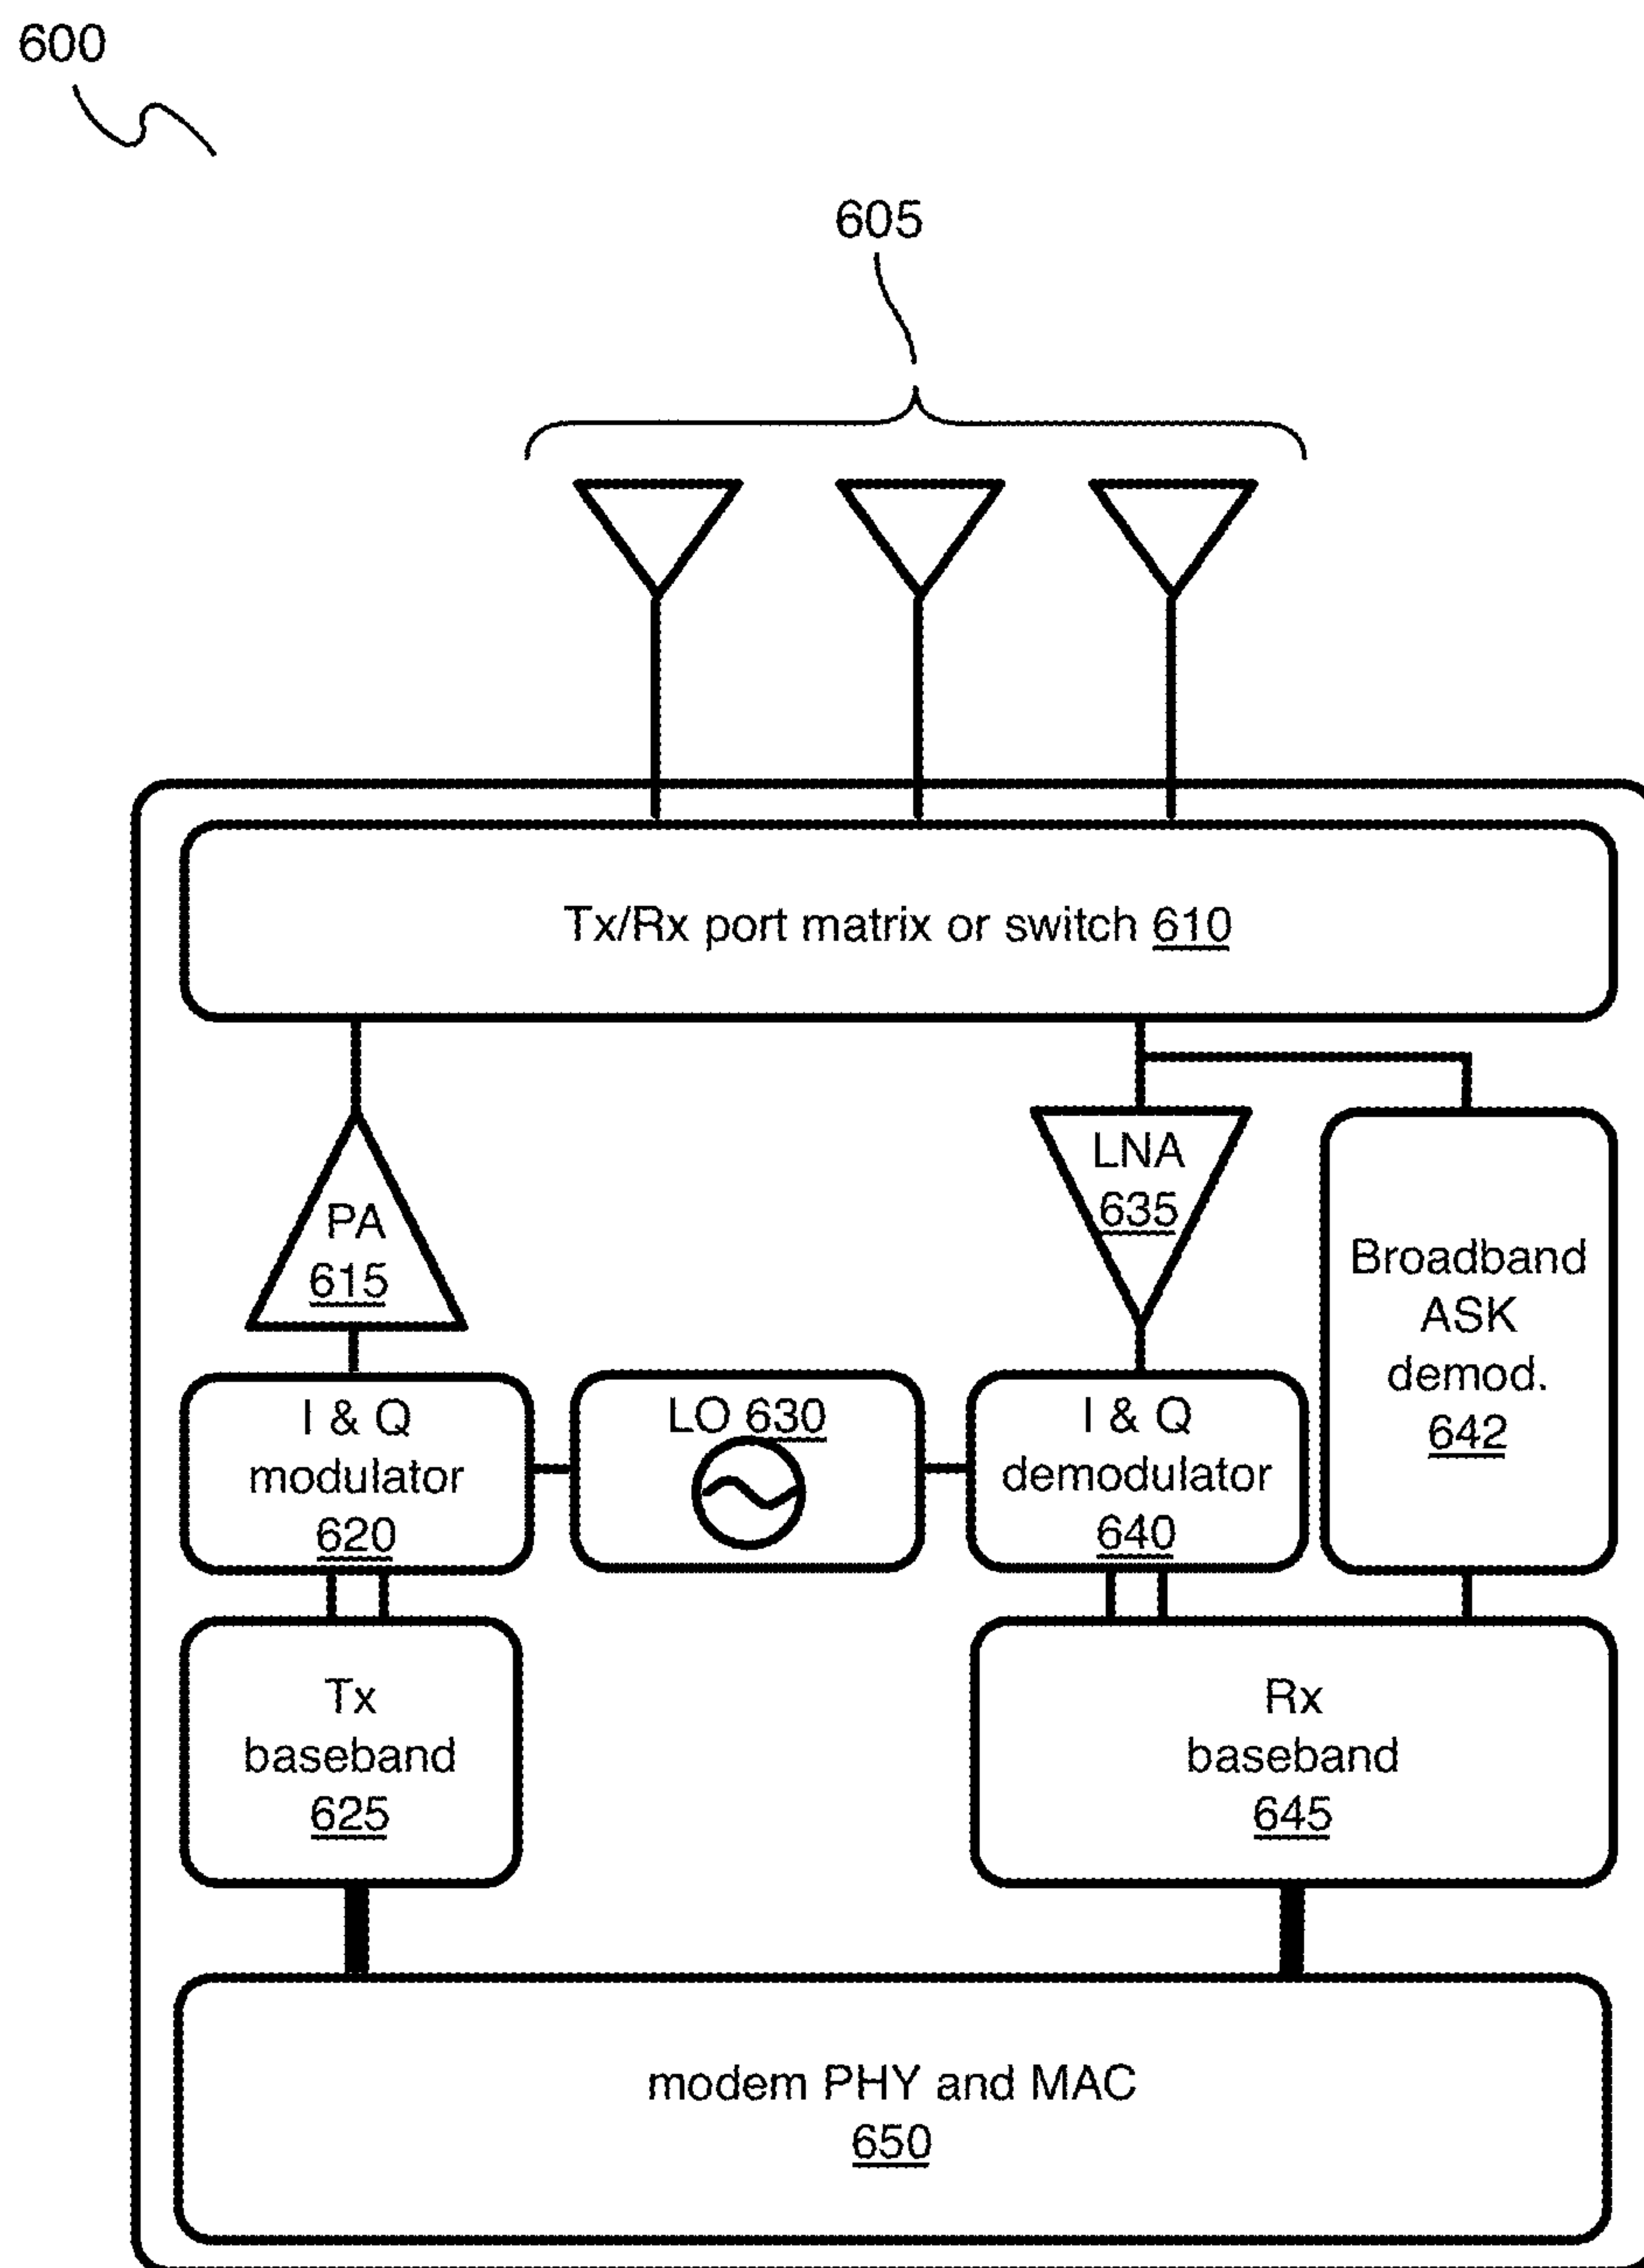 600
605
Tx/Rx port matrix or switch 610
PA
615
LNA
635
Broadband
ASK
demod.
642
I & Q
modulator
620
LO 630
I & Q
demodulator
640
Tx
baseband
625
Rx
baseband
645
modem PHY and MAC
650